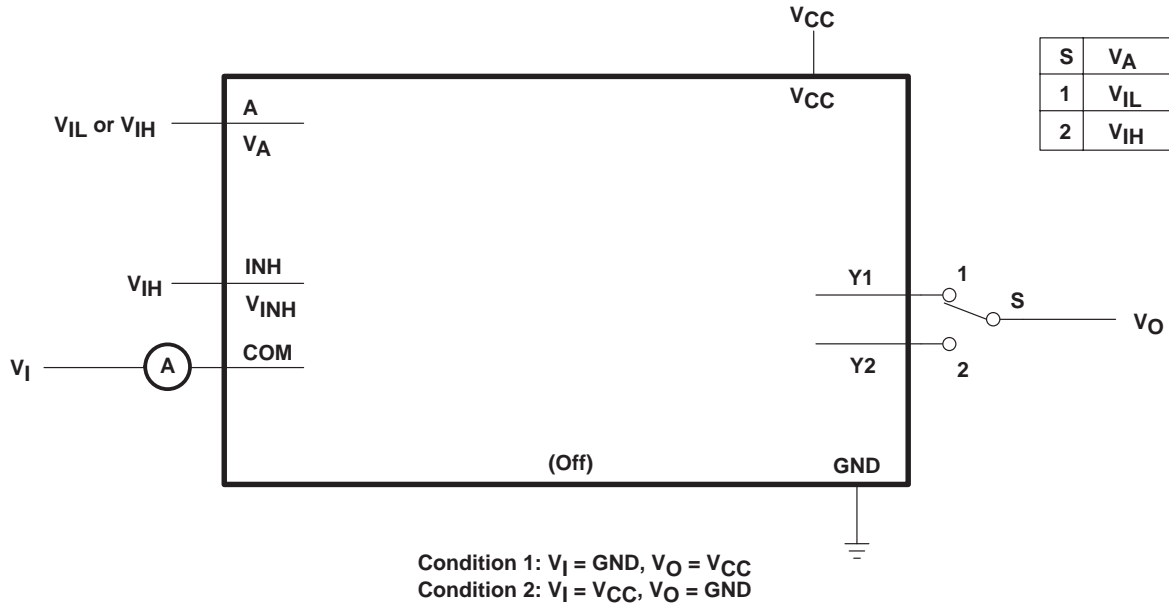 VCC
VCC
S VA
1 VIL
2 VIH
A
VIL or VIH
VA
INH
VIH
VINH
COM
VI
A
Y1
1
S
VO
Y2
2
(Off)
GND
Condition 1: VI = GND, VO = VCC
Condition 2: VI = VCC, VO = GND